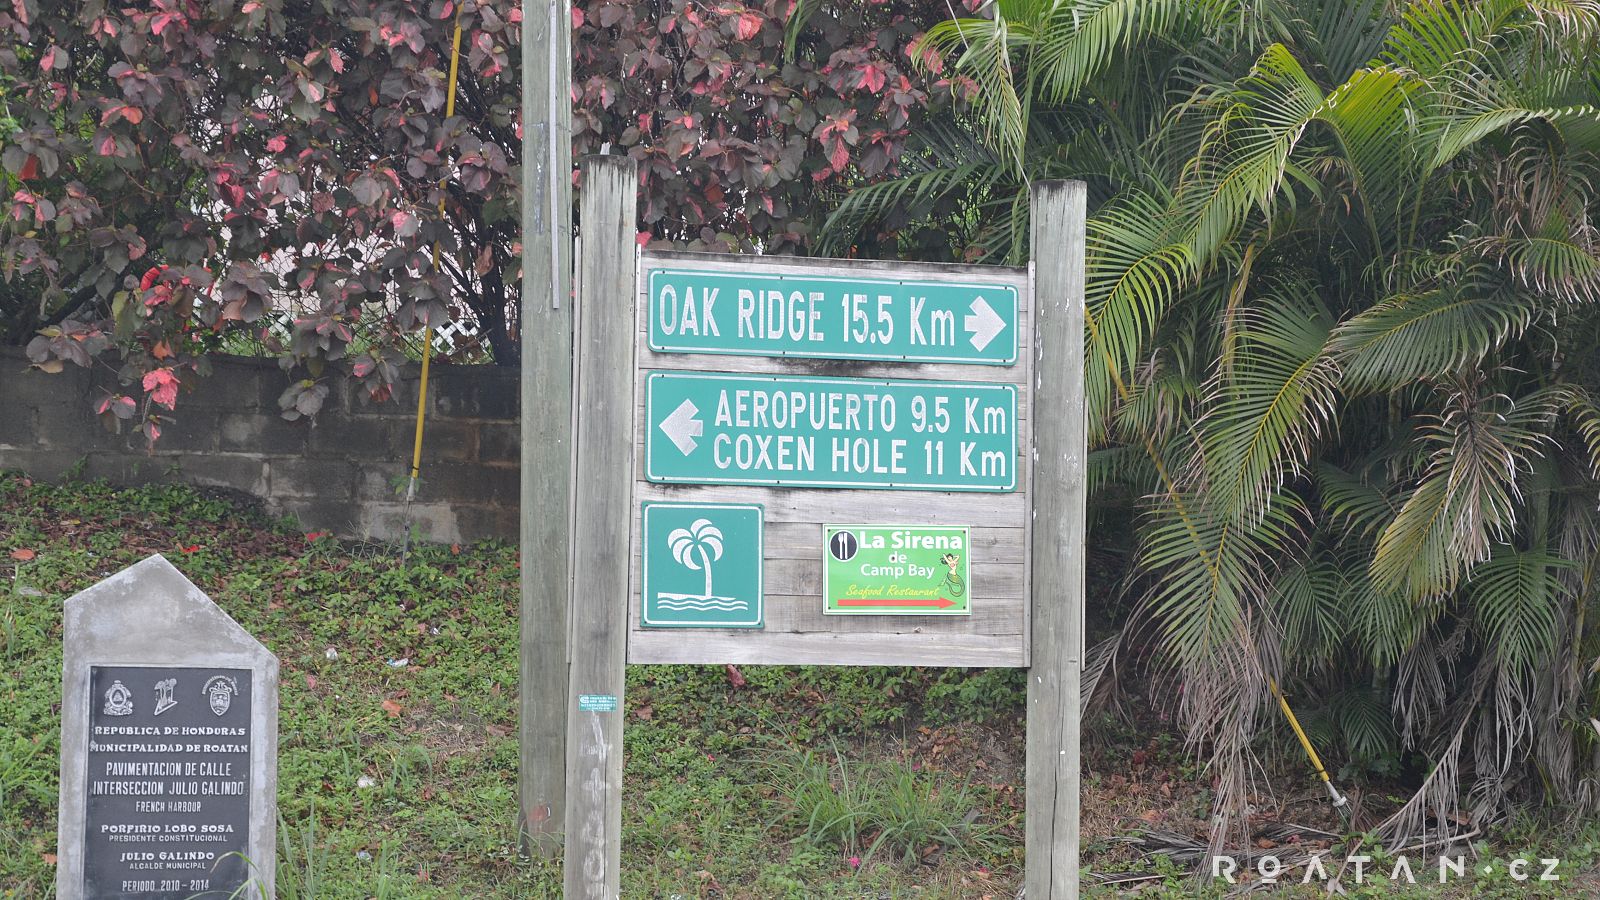 OAK RIDGE 15.5 Km
AEROPUERTO 9.5 Km
COXEN HOLE 11 Km
La Sirena
de
Camp Bay
Seafood Restaurant
REPUBLICA DE HONDURAS
MUNICIPALIDAD DE ROATAN
PAVIMENTACION DE CALLE
INTERSECCION JULIO GALINDO
FRENCH HARBOUR
PORFIRIO LOBO SOSA
PRESIDENTE CONSTITUCIONAL
JULIO GALINDO
ALCALDE MUNICIPAL
PERIODO 2010 - 2014
ROATAN.CZ